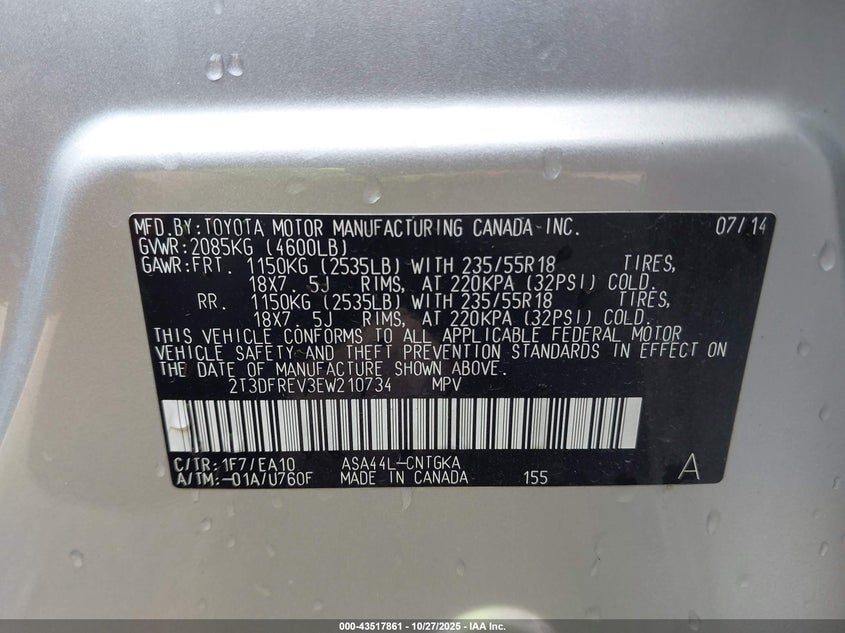 MFD.BY:TOYOTA MOTOR MANUFACTURING CANADA-INC. 07/14
GVWR:2085KG (4600LB)
GAWR:FRT. 1150KG (2535LB) WITH 235/55R18 TIRES,
18X7.5J RIMS, AT 220KPA (32PSI) COLD.
RR. 1150KG (2535LB) WITH 235/55R18 TIRES,
18X7.5J RIMS, AT 220KPA (32PSI) COLD.
THIS VEHICLE CONFORMS TO ALL APPLICABLE FEDERAL MOTOR
VEHICLE SAFETY AND THEFT PREVENTION STANDARDS IN EFFECT ON
THE DATE OF MANUFACTURE SHOWN ABOVE.
2T3DFREV3EW210734 MPV
C/TR:1F7/EA10 ASA44L-CNTGKA
A/TM:-01A/U760F MADE IN CANADA 155 A
000-43517861 - 10/27/2025 - IAA Inc.